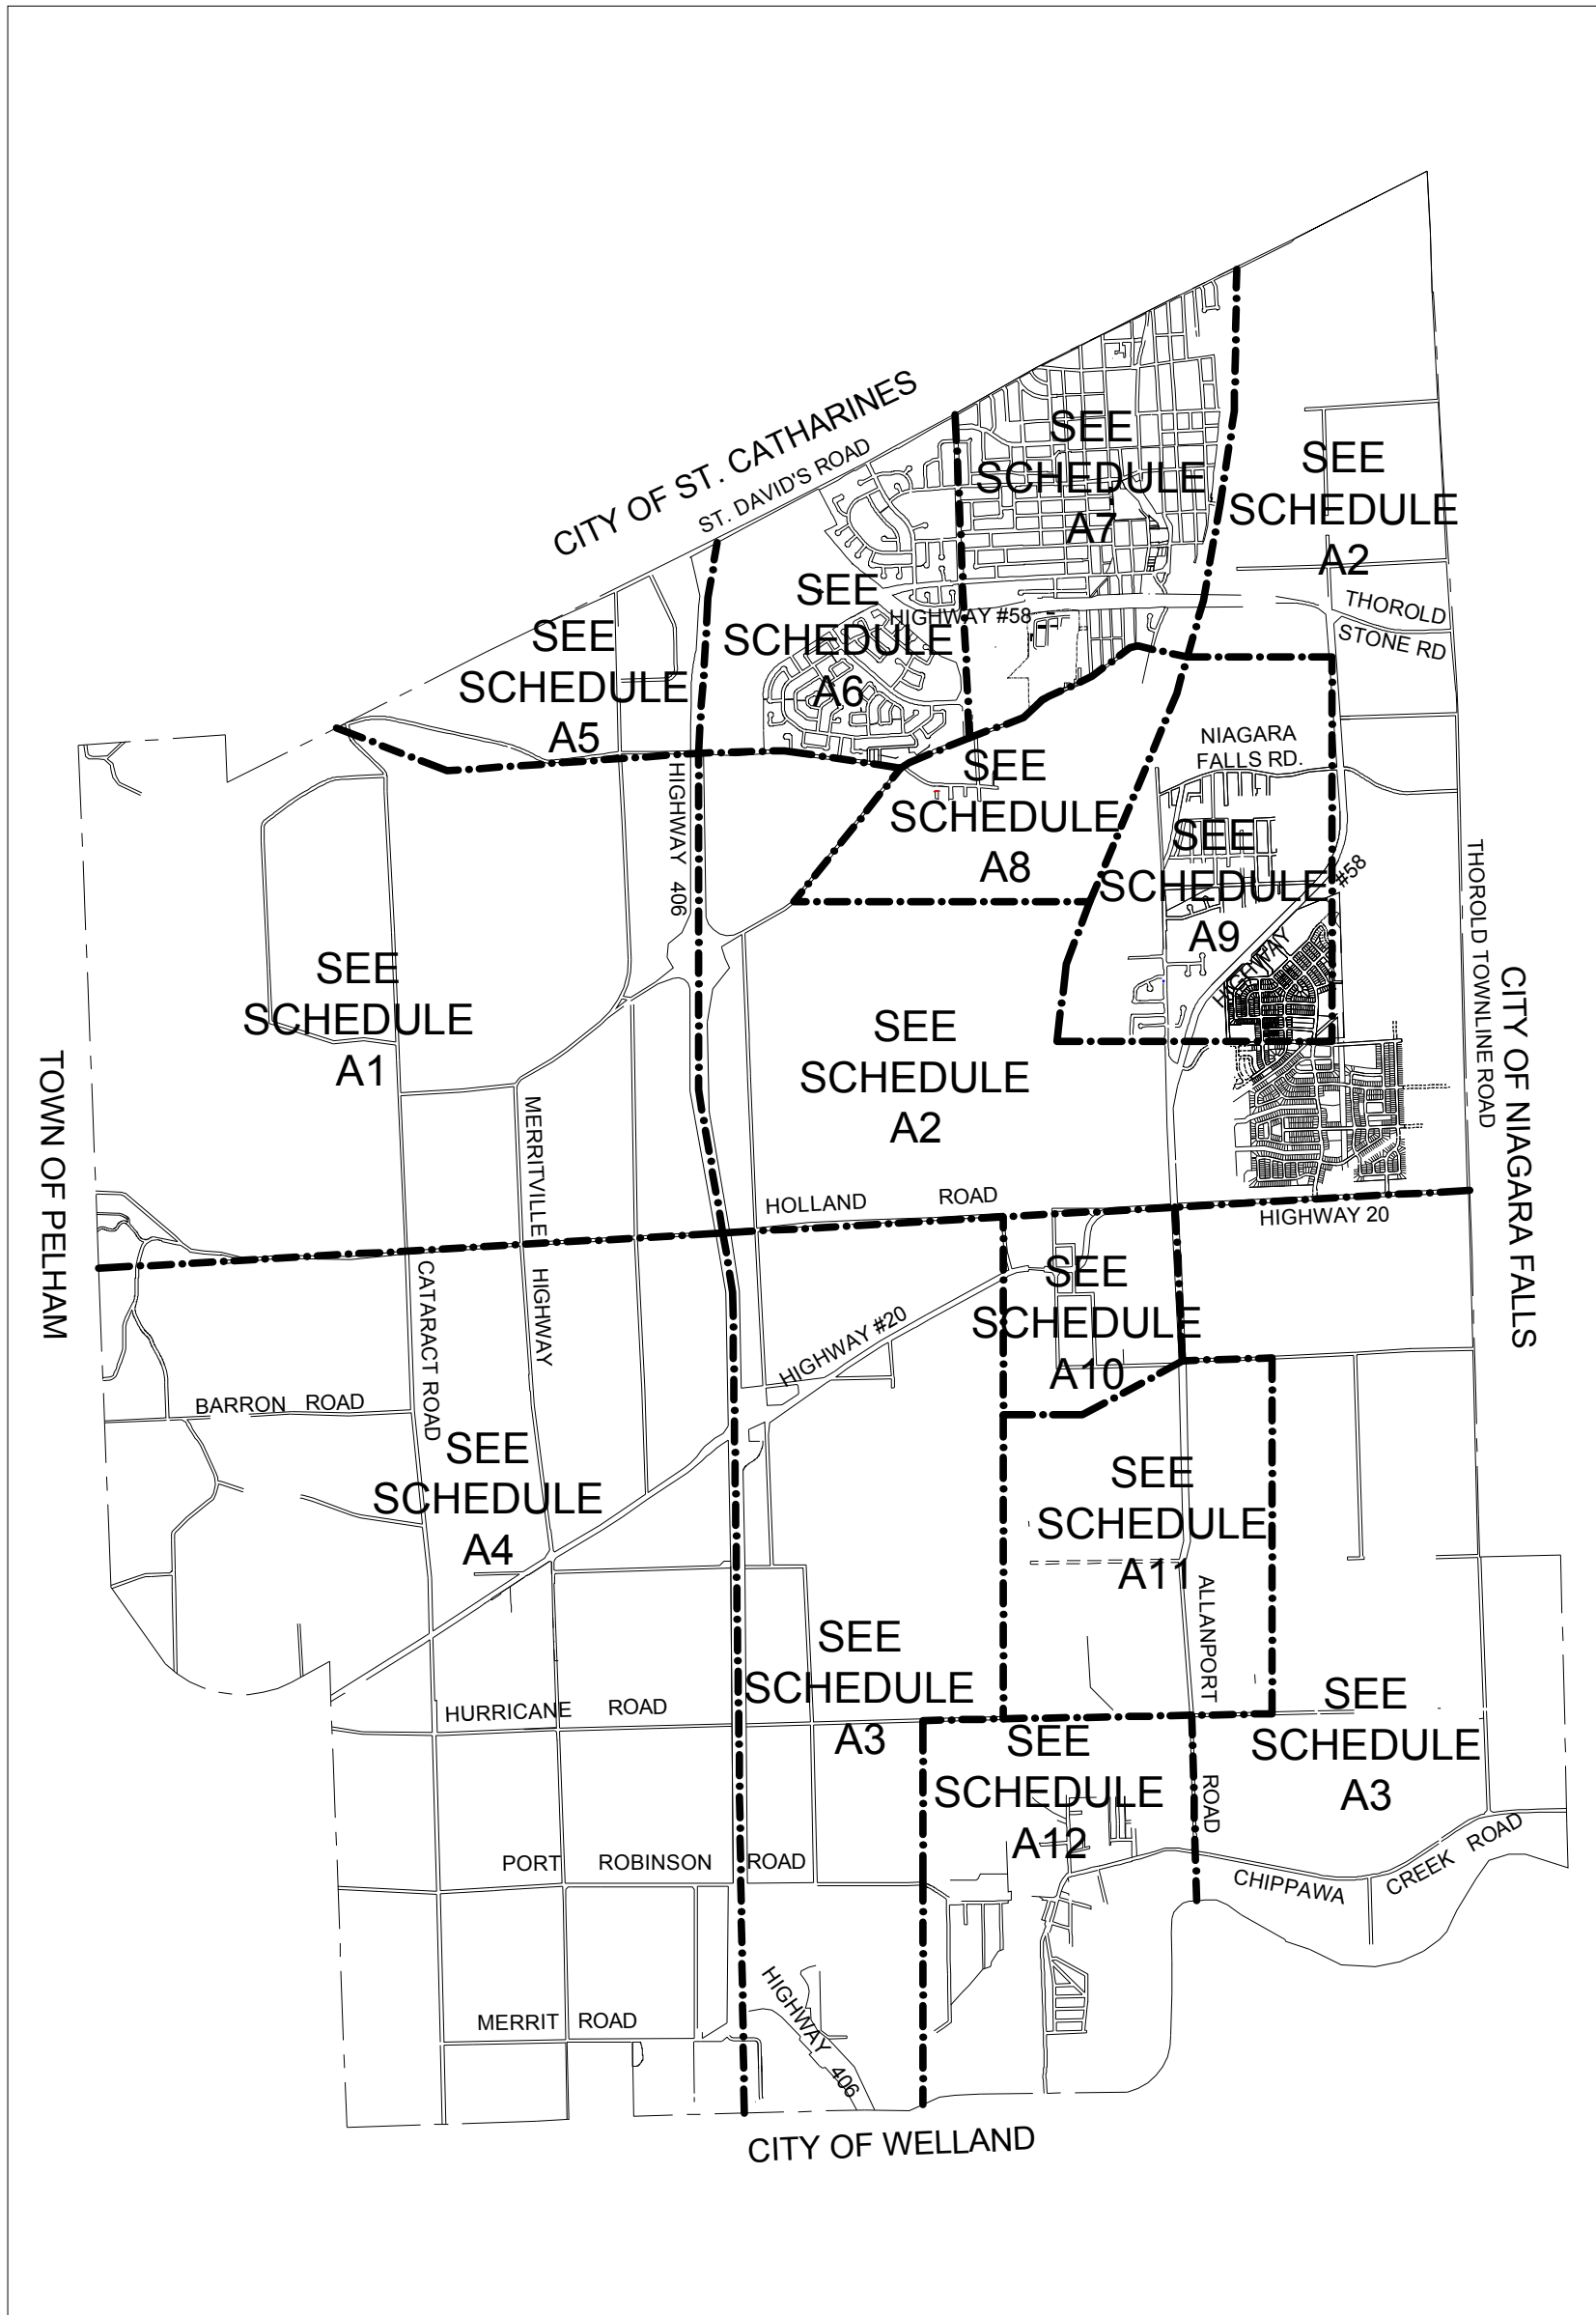 CITY OF ST. CATHARINES
ST. DAVID'S ROAD
SEE
SCHEDULE
A7
SEE
SCHEDULE
A2
SEE
SCHEDULE
A6
HIGHWAY #58
THOROLD
STONE RD
SEE
SCHEDULE
A5
NIAGARA
FALLS RD.
SEE
SCHEDULE
A8
HIGHWAY 406
SEE
SCHEDULE
A9
HIGHWAY #58
THOROLD TOWNLINE ROAD
CITY OF NIAGARA FALLS
SEE
SCHEDULE
A1
SEE
SCHEDULE
A2
TOWN OF PELHAM
MERRITVILLE HIGHWAY
HOLLAND ROAD
HIGHWAY 20
CATARACT ROAD
SEE
SCHEDULE
A10
HIGHWAY #20
BARRON ROAD
SEE
SCHEDULE
A4
SEE
SCHEDULE
A11
ALLANPORT ROAD
SEE
SCHEDULE
A3
HURRICANE ROAD
SEE
SCHEDULE
A12
SEE
SCHEDULE
A3
PORT ROBINSON ROAD
CHIPPAWA CREEK ROAD
MERRIT ROAD
HIGHWAY 406
CITY OF WELLAND